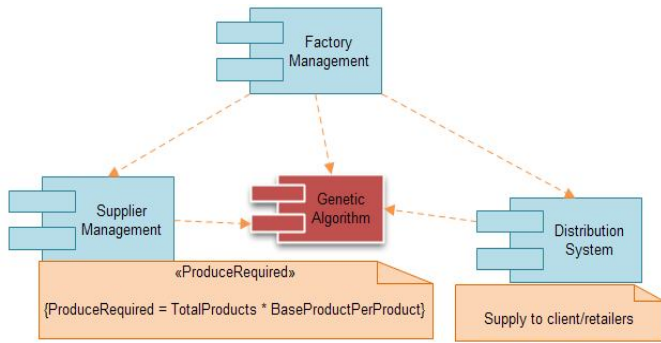 Factory
Management
Supplier
Management
Genetic
Algorithm
Distribution
System
«ProduceRequired»
{ProduceRequired = TotalProducts * BaseProductPerProduct}
Supply to client/retailers